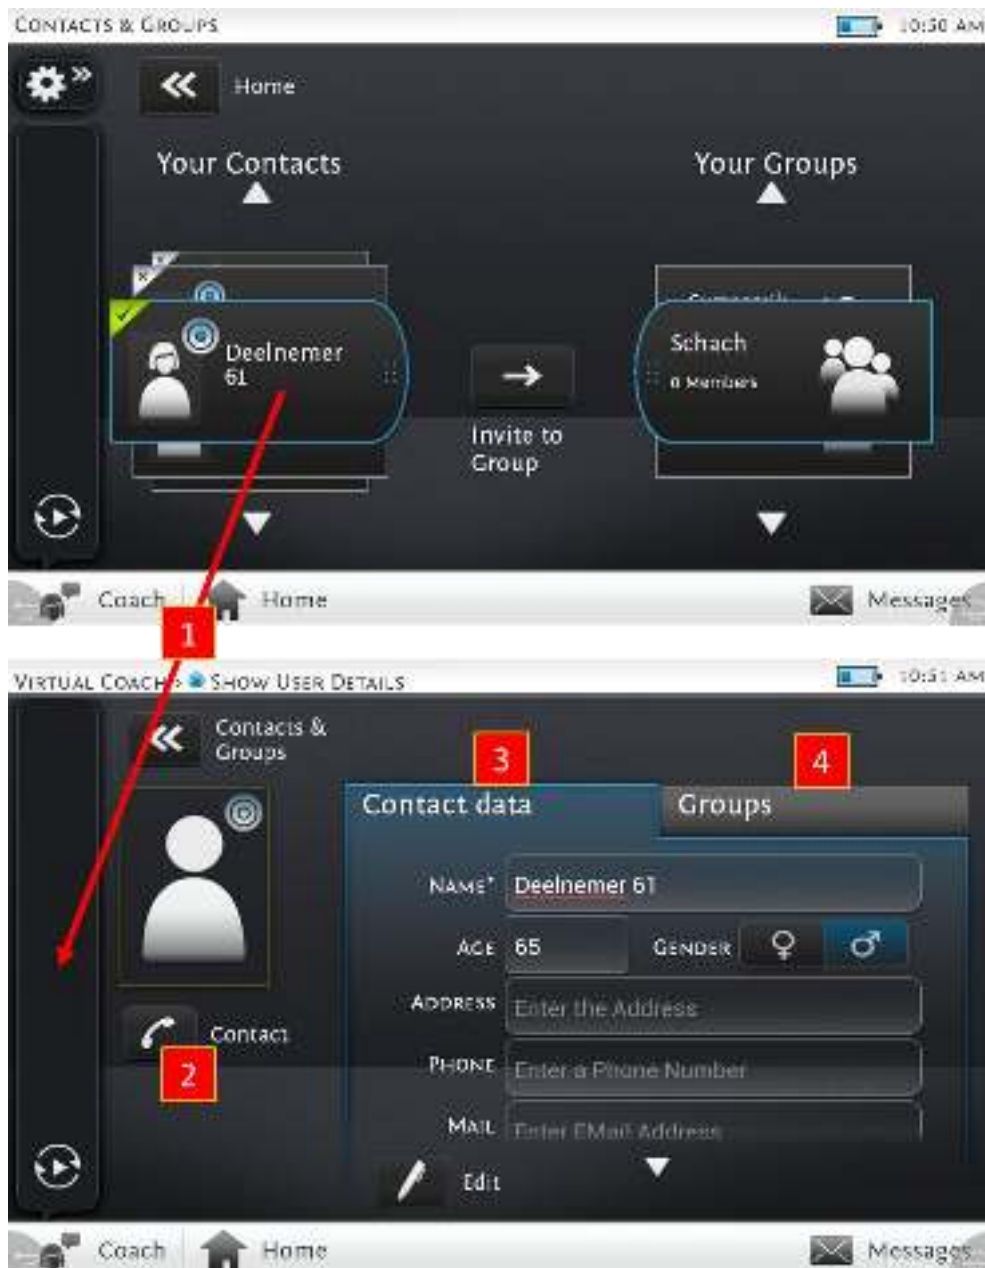 CONTACTS & GROUPS 10:50 AM
Home
Your Contacts Your Groups
Deelnemer
61
Schach
0 Members
Invite to
Group
Coach Home Messages
1
VIRTUAL COACH > SHOW USER DETAILS 10:51 AM
Contacts &
Groups
3 4
Contact data Groups
NAME* Deelnemer 61
AGE 65 GENDER
ADDRESS Enter the Address
Contact
PHONE Enter a Phone Number
2
MAIL Enter EMail Address
Edit
Coach Home Messages